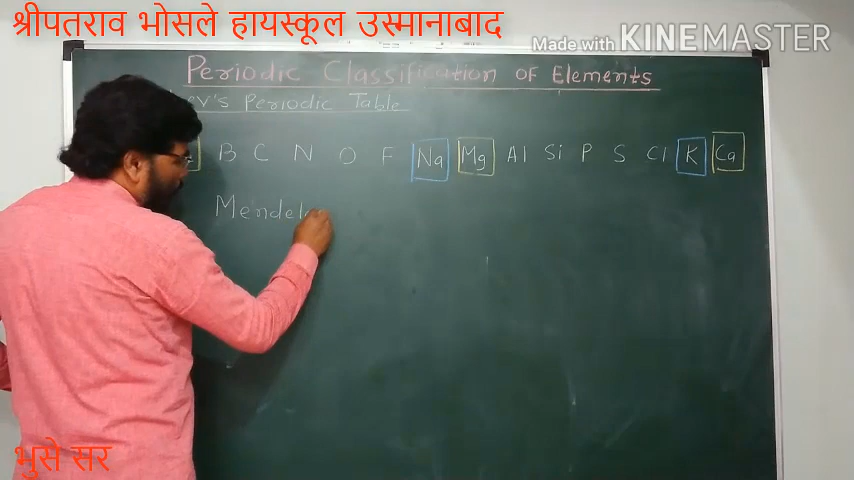 श्रीपतराव भोसले हायस्कूल उस्मानाबाद
Made with KINEMASTER
Periodic Classification of Elements
ev's Periodic Table
B C N O F Na Mg Al Si P S Cl K Ca
Mendel
भुसे सर